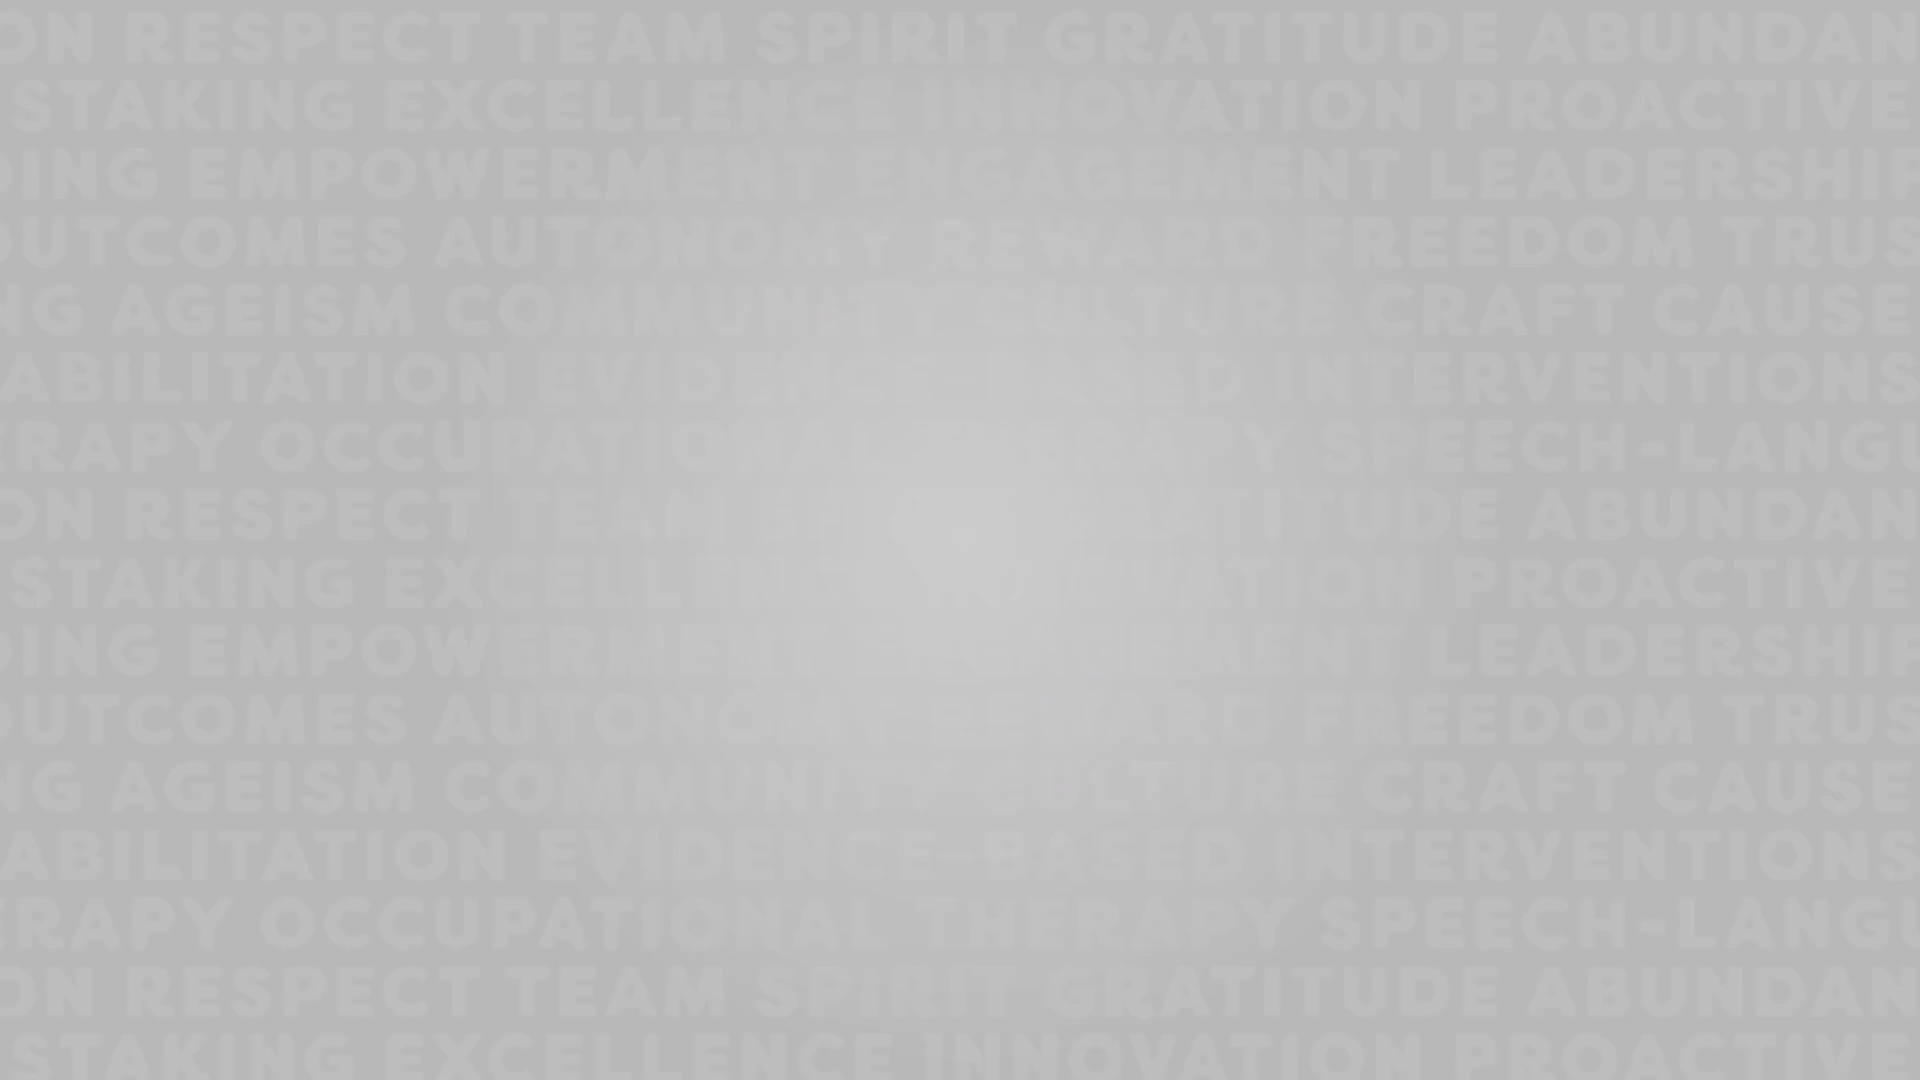 ON RESPECT TEAM SPIRIT GRATITUDE ABUNDAN
STAKING EXCELLENCE INNOVATION PROACTIVE
DING EMPOWERMENT ENGAGEMENT LEADERSHIP
OUTCOMES AUTONOMY REWARD FREEDOM TRUS
NG AGEISM COMMUNITY CULTURE CRAFT CAUSE
ABILITATION EVIDENCE-BASED INTERVENTIONS
ERAPY OCCUPATIONAL THERAPY SPEECH-LANGU
ON RESPECT TEAM SPIRIT GRATITUDE ABUNDAN
STAKING EXCELLENCE INNOVATION PROACTIVE
DING EMPOWERMENT ENGAGEMENT LEADERSHIP
OUTCOMES AUTONOMY REWARD FREEDOM TRUS
NG AGEISM COMMUNITY CULTURE CRAFT CAUSE
ABILITATION EVIDENCE-BASED INTERVENTIONS
ERAPY OCCUPATIONAL THERAPY SPEECH-LANGU
ON RESPECT TEAM SPIRIT GRATITUDE ABUNDAN
STAKING EXCELLENCE INNOVATION PROACTIVE